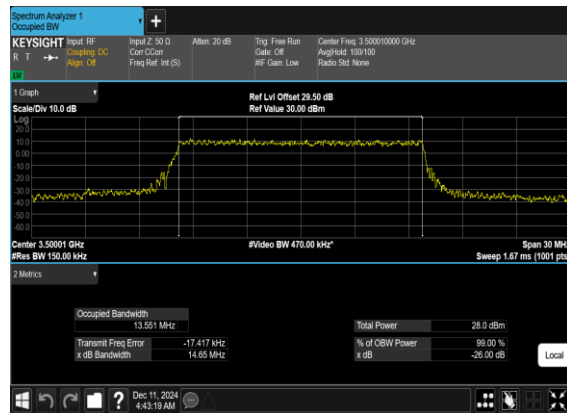 Spectrum Analyzer 1
Occupied BW
KEYSIGHT
R T
LV
Input: RF
Coupling: DC
Align: Off
Input Z: 50 Ω
Corr CCorr
Freq Ref: Int (S)
Atten: 20 dB
Trig: Free Run
Gate: Off
#IF Gain: Low
Center Freq: 3.500010000 GHz
Avg|Hold: 100/100
Radio Std: None
1 Graph
Scale/Div 10.0 dB
Ref Lvl Offset 29.50 dB
Ref Value 30.00 dBm
Log
20.0
10.0
0.00
-10.0
-20.0
-30.0
-40.0
-50.0
-60.0
Center 3.50001 GHz
#Res BW 150.00 kHz
#Video BW 470.00 kHz*
Span 30 MHz
Sweep 1.67 ms (1001 pts
2 Metrics
Occupied Bandwidth
13.551 MHz
Total Power 28.0 dBm
Transmit Freq Error -17.417 kHz
% of OBW Power 99.00 %
x dB Bandwidth 14.65 MHz
x dB -26.00 dB
Local
?
Dec 11, 2024
4:43:19 AM